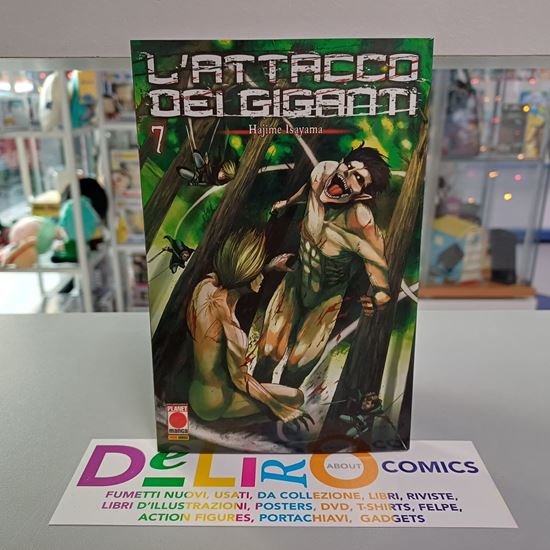 L'ATTACCO
DEI GIGANTI
7
Hajime Isayama
PLANET
manga
DeLiRO
ABOUT
COMICS
FUMETTI NUOVI, USATI, DA COLLEZIONE, LIBRI, RIVISTE,
LIBRI D'ILLUSTRAZIONI, POSTERS, DVD, T-SHIRTS, FELPE,
ACTION FIGURES, PORTACHIAVI, GADGETS